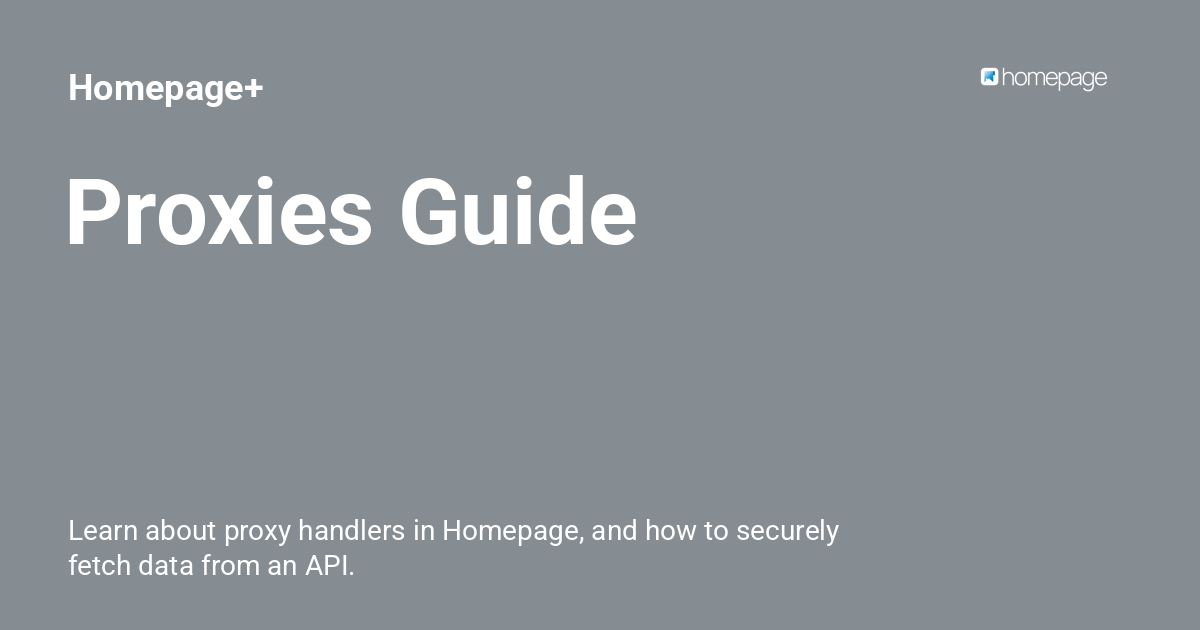 Homepage+
homepage
Proxies Guide
Learn about proxy handlers in Homepage, and how to securely
fetch data from an API.